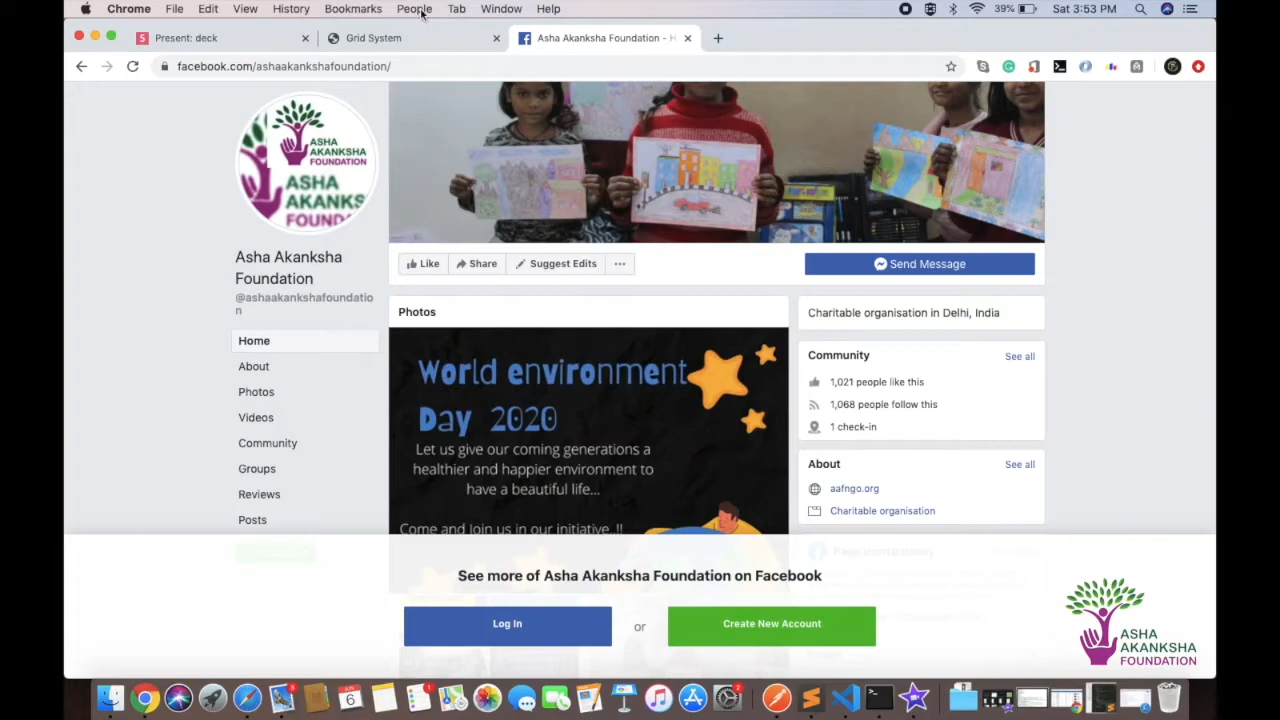 Chrome File Edit View History Bookmarks People Tab Window Help 39% Sat 3:53 PM
Present: deck Grid System Asha Akanksha Foundation - H
facebook.com/ashaakankshafoundation/
ASHA
AKANKSHA
FOUNDATION
ASHA
AKANKS
FOUND
Asha Akanksha
Foundation
@ashaakankshafoundatio
n
Home
About
Photos
Videos
Community
Groups
Reviews
Posts
Like Share Suggest Edits ... Send Message
Photos
World environment
Day 2020
Let us give our coming generations a
healthier and happier environment to
have a beautiful life...
Come and Join us in our initiative..!!
Charitable organisation in Delhi, India
Community See all
1,021 people like this
1,068 people follow this
1 check-in
About See all
aafngo.org
Charitable organisation
See more of Asha Akanksha Foundation on Facebook
Log In or Create New Account
ASHA
AKANKSHA
FOUNDATION